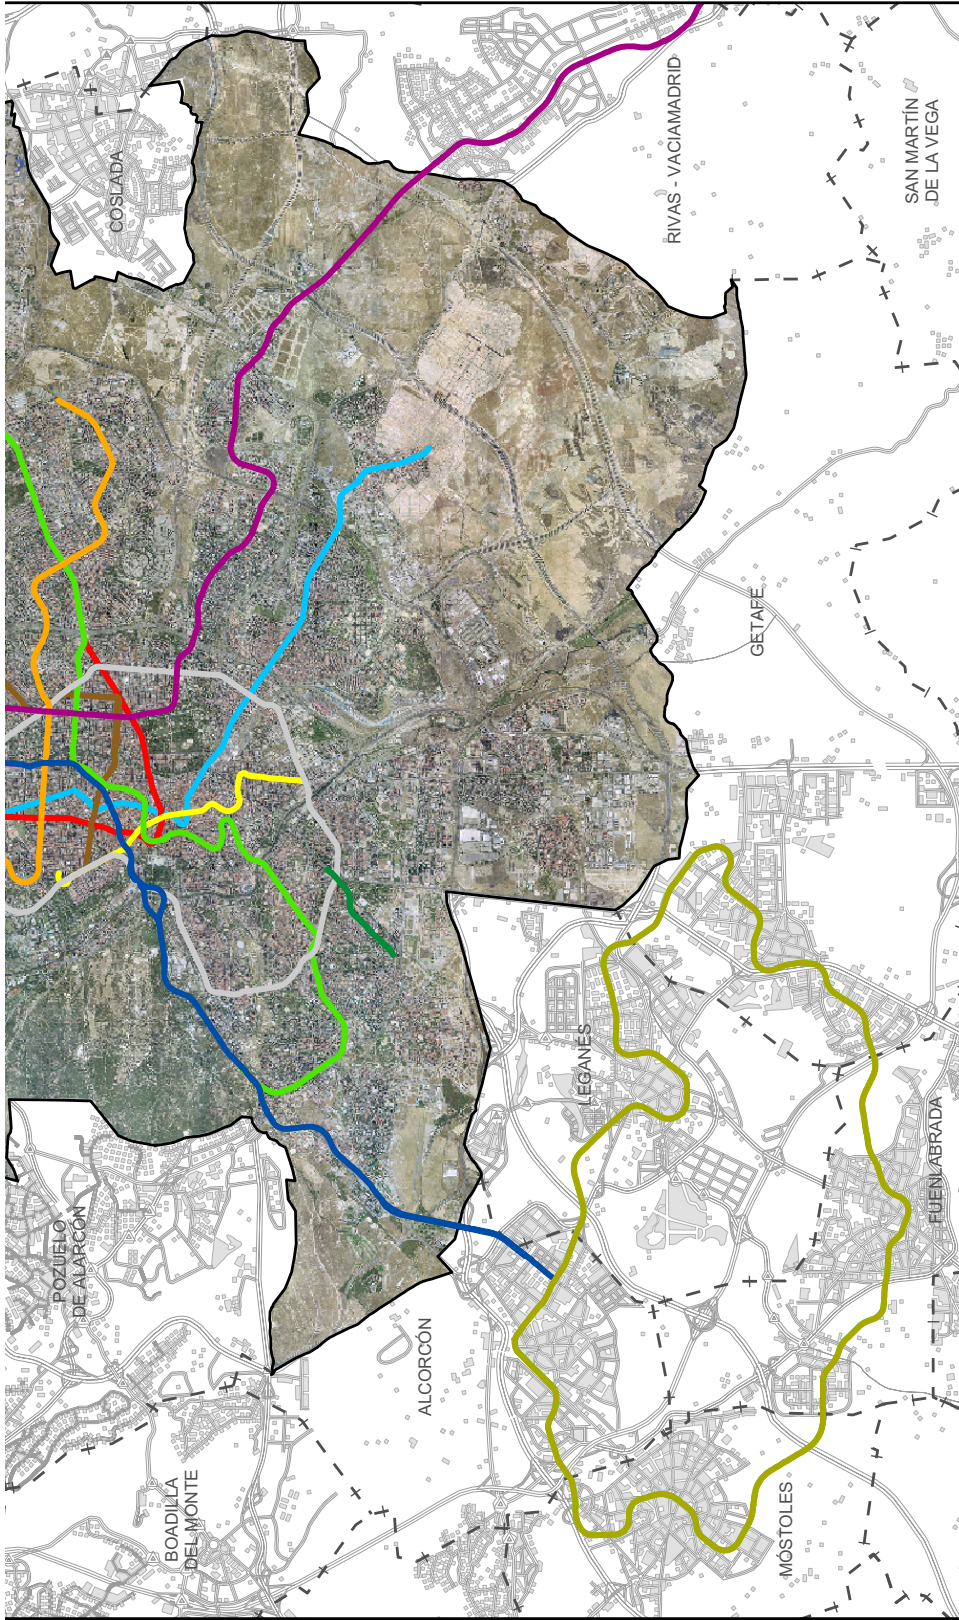 COSLADA
RIVAS - VACIAMADRID
SAN MARTÍN
DE LA VEGA
GETAFE
LEGANÉS
FUENLABRADA
POZUELO
DE ALARCÓN
ALCORCÓN
BOADILLA
DEL MONTE
MÓSTOLES